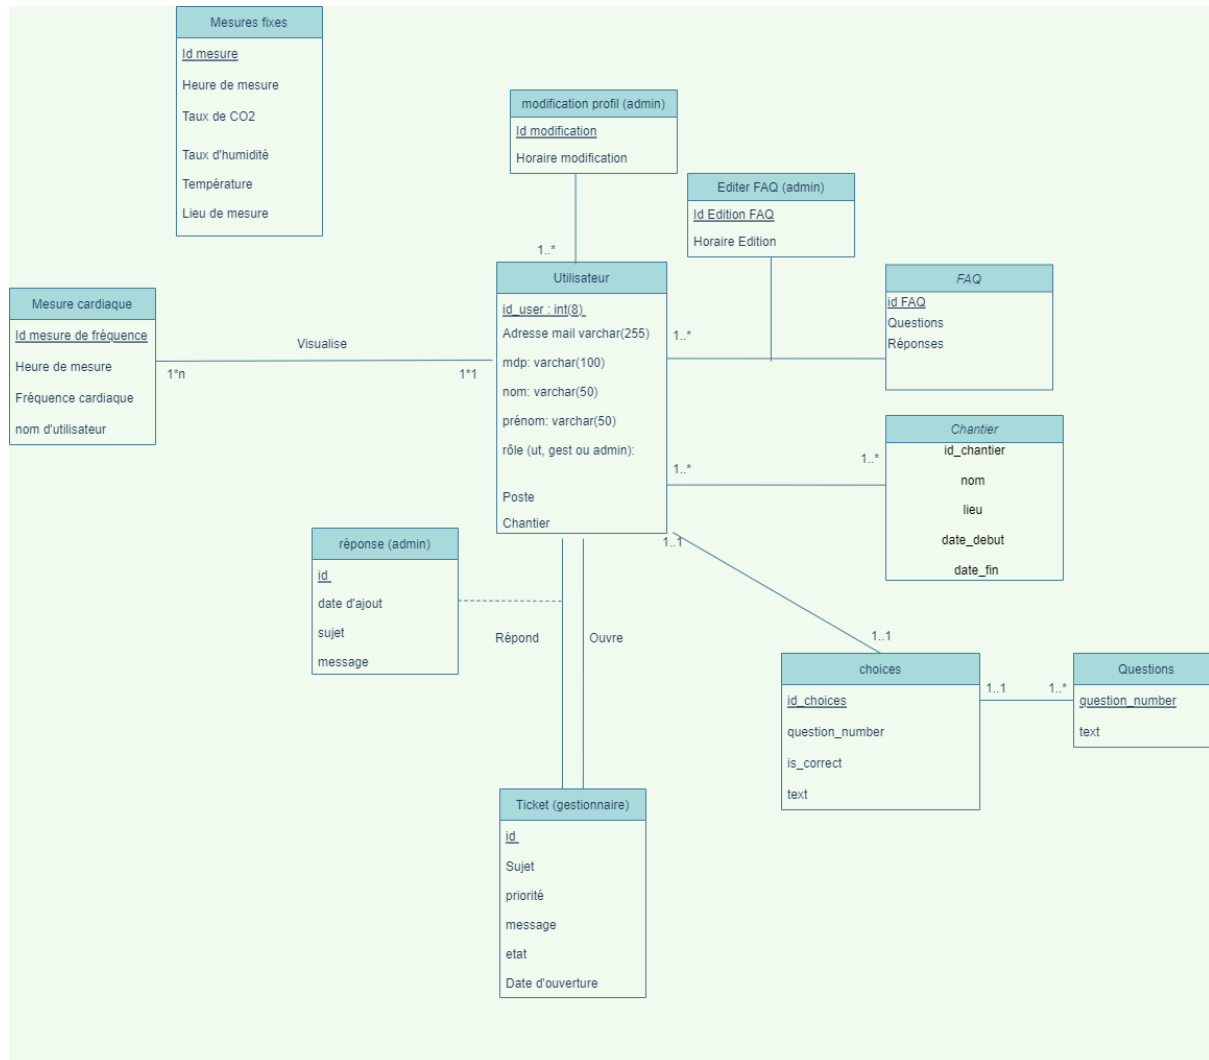 Mesures fixes
Id mesure
Heure de mesure
Taux de CO2
Taux d'humidité
Température
Lieu de mesure
modification profil (admin)
Id modification
Horaire modification
Editer FAQ (admin)
Id Edition FAQ
Horaire Edition
1..*
Utilisateur
id_user : int(8)
Adresse mail varchar(255)
mdp: varchar(100)
nom: varchar(50)
prénom: varchar(50)
rôle (ut, gest ou admin):
Poste
Chantier
FAQ
id FAQ
Questions
Réponses
1..*
Mesure cardiaque
Id mesure de fréquence
Heure de mesure
Fréquence cardiaque
nom d'utilisateur
Visualise
1*n
1*1
Chantier
id_chantier
nom
lieu
date_debut
date_fin
1..*
1..*
réponse (admin)
id
date d'ajout
sujet
message
Répond
Ouvre
1..1
1..1
choices
id_choices
question_number
is_correct
text
1..1
1..*
Questions
question_number
text
Ticket (gestionnaire)
id
Sujet
priorité
message
etat
Date d'ouverture